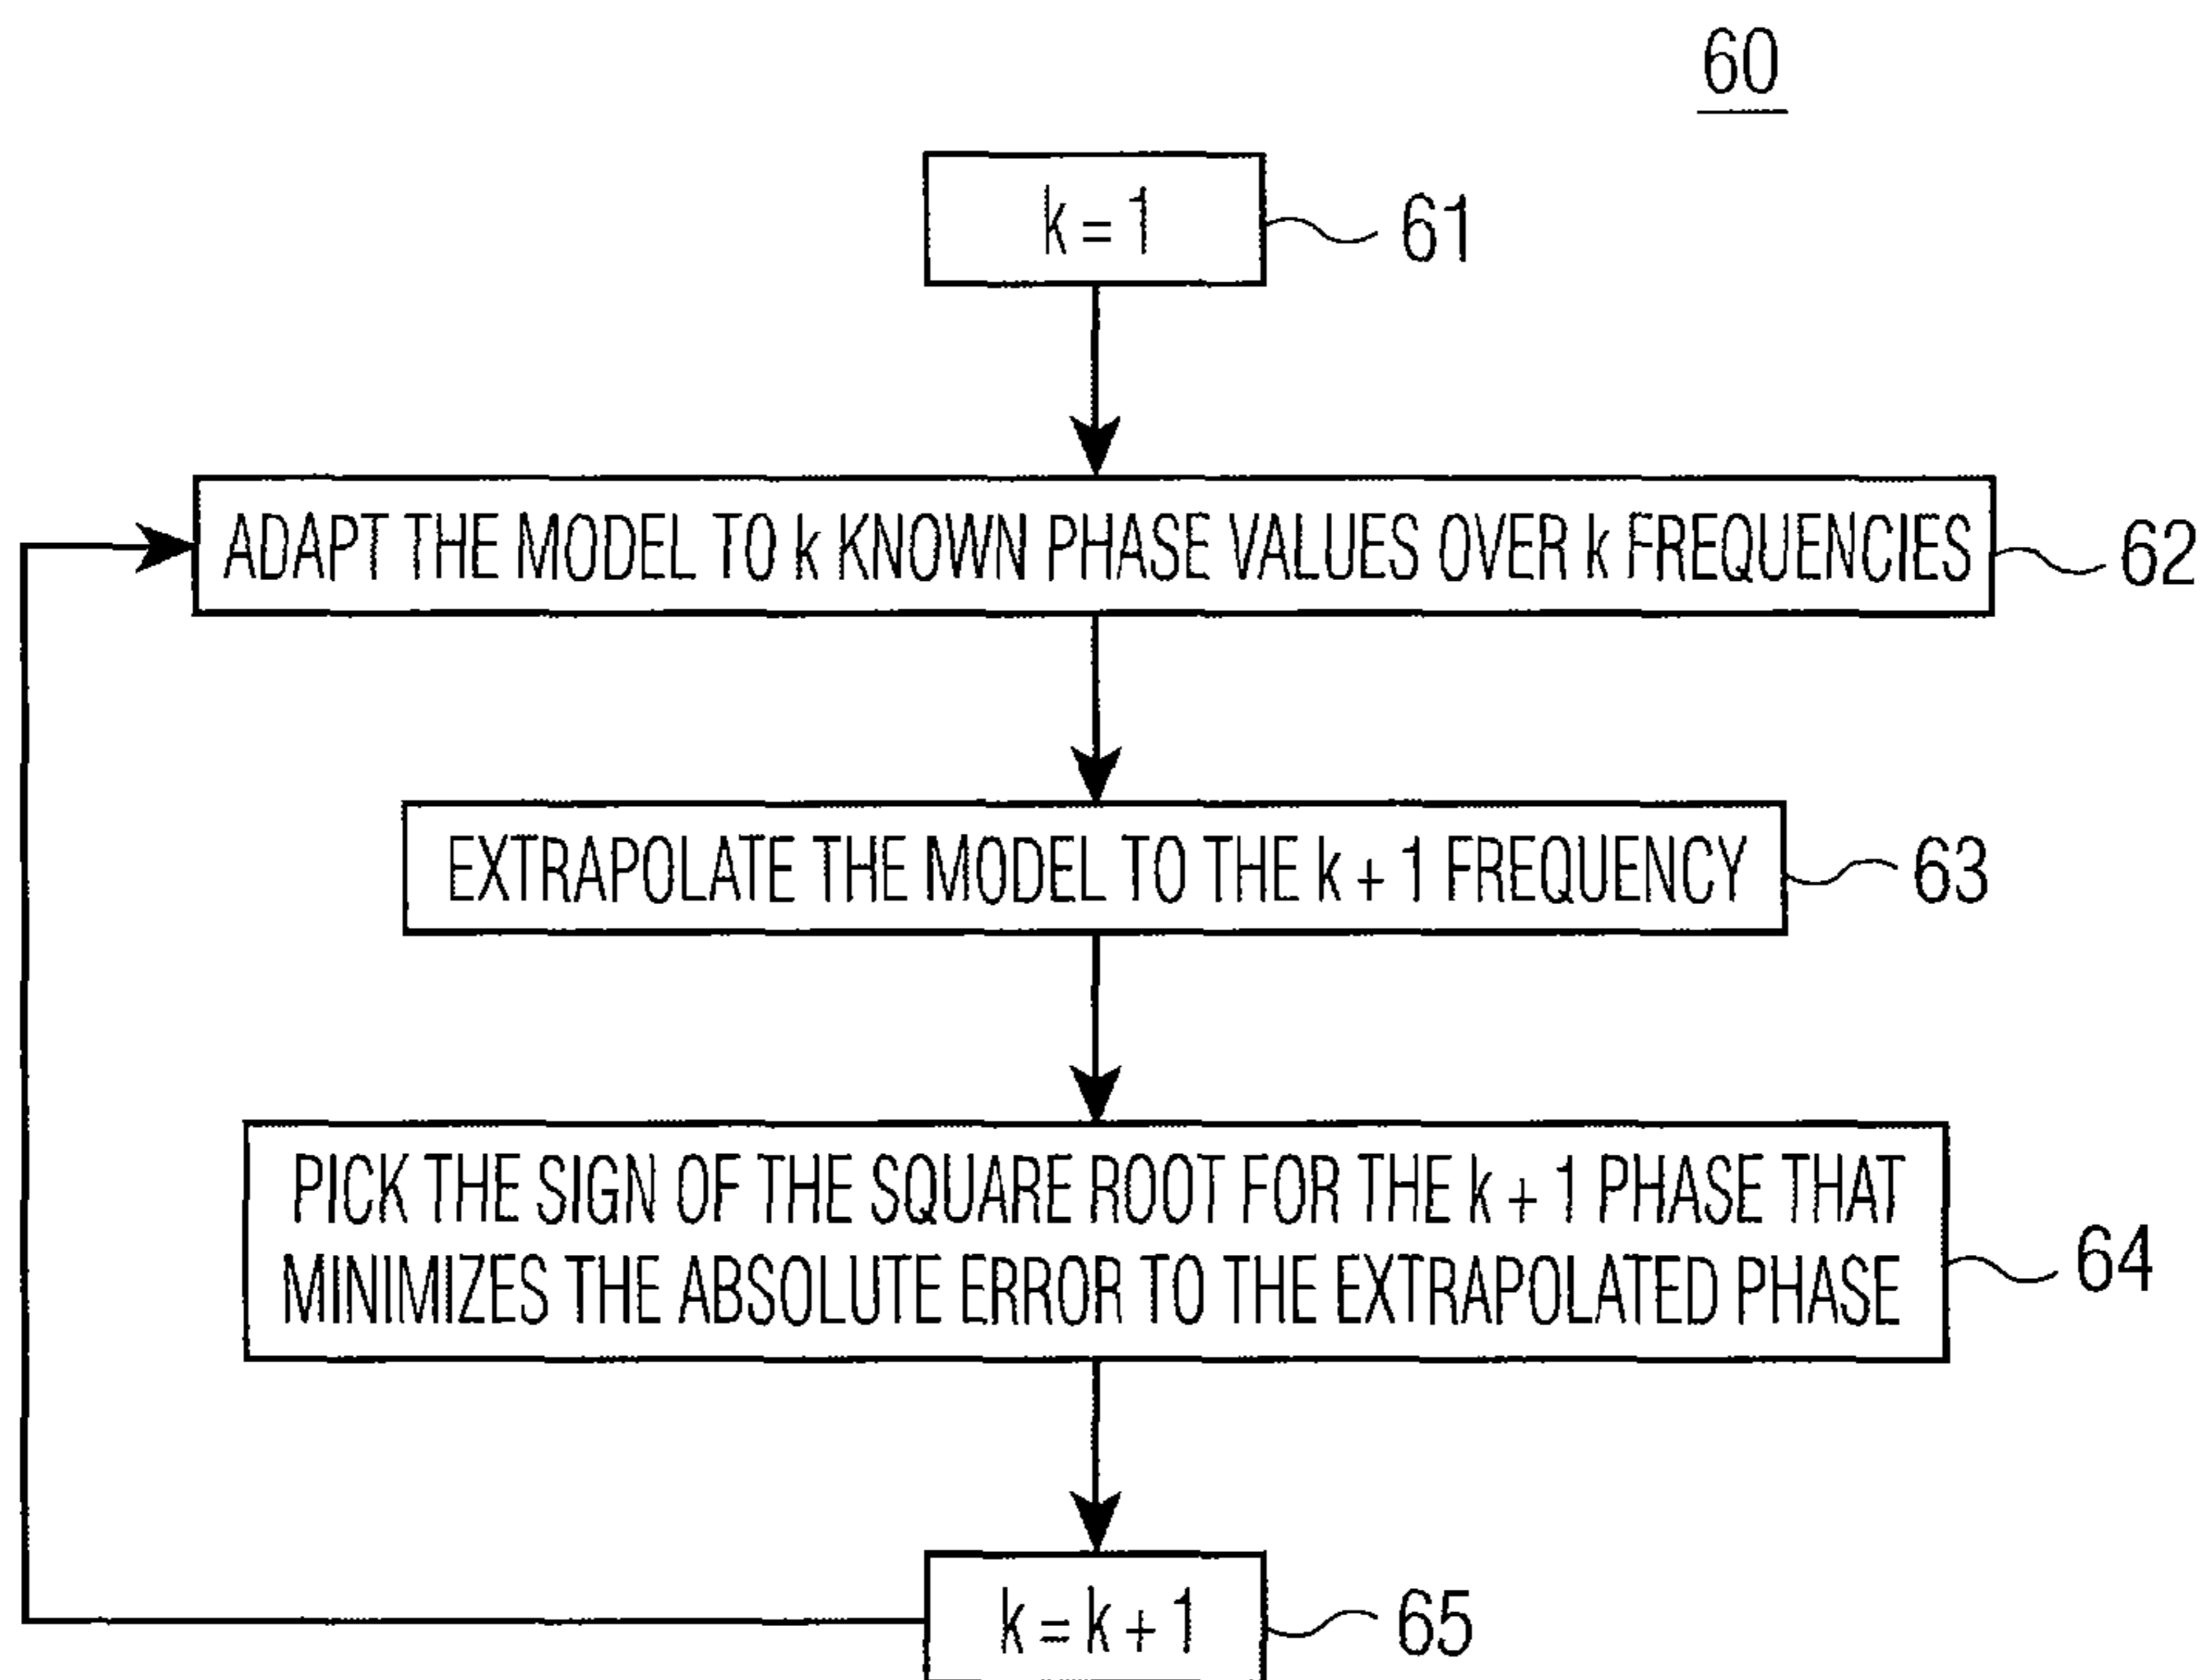 60
k = 1
61
ADAPT THE MODEL TO k KNOWN PHASE VALUES OVER k FREQUENCIES
62
EXTRAPOLATE THE MODEL TO THE k + 1 FREQUENCY
63
PICK THE SIGN OF THE SQUARE ROOT FOR THE k + 1 PHASE THAT
MINIMIZES THE ABSOLUTE ERROR TO THE EXTRAPOLATED PHASE
64
k = k + 1
65